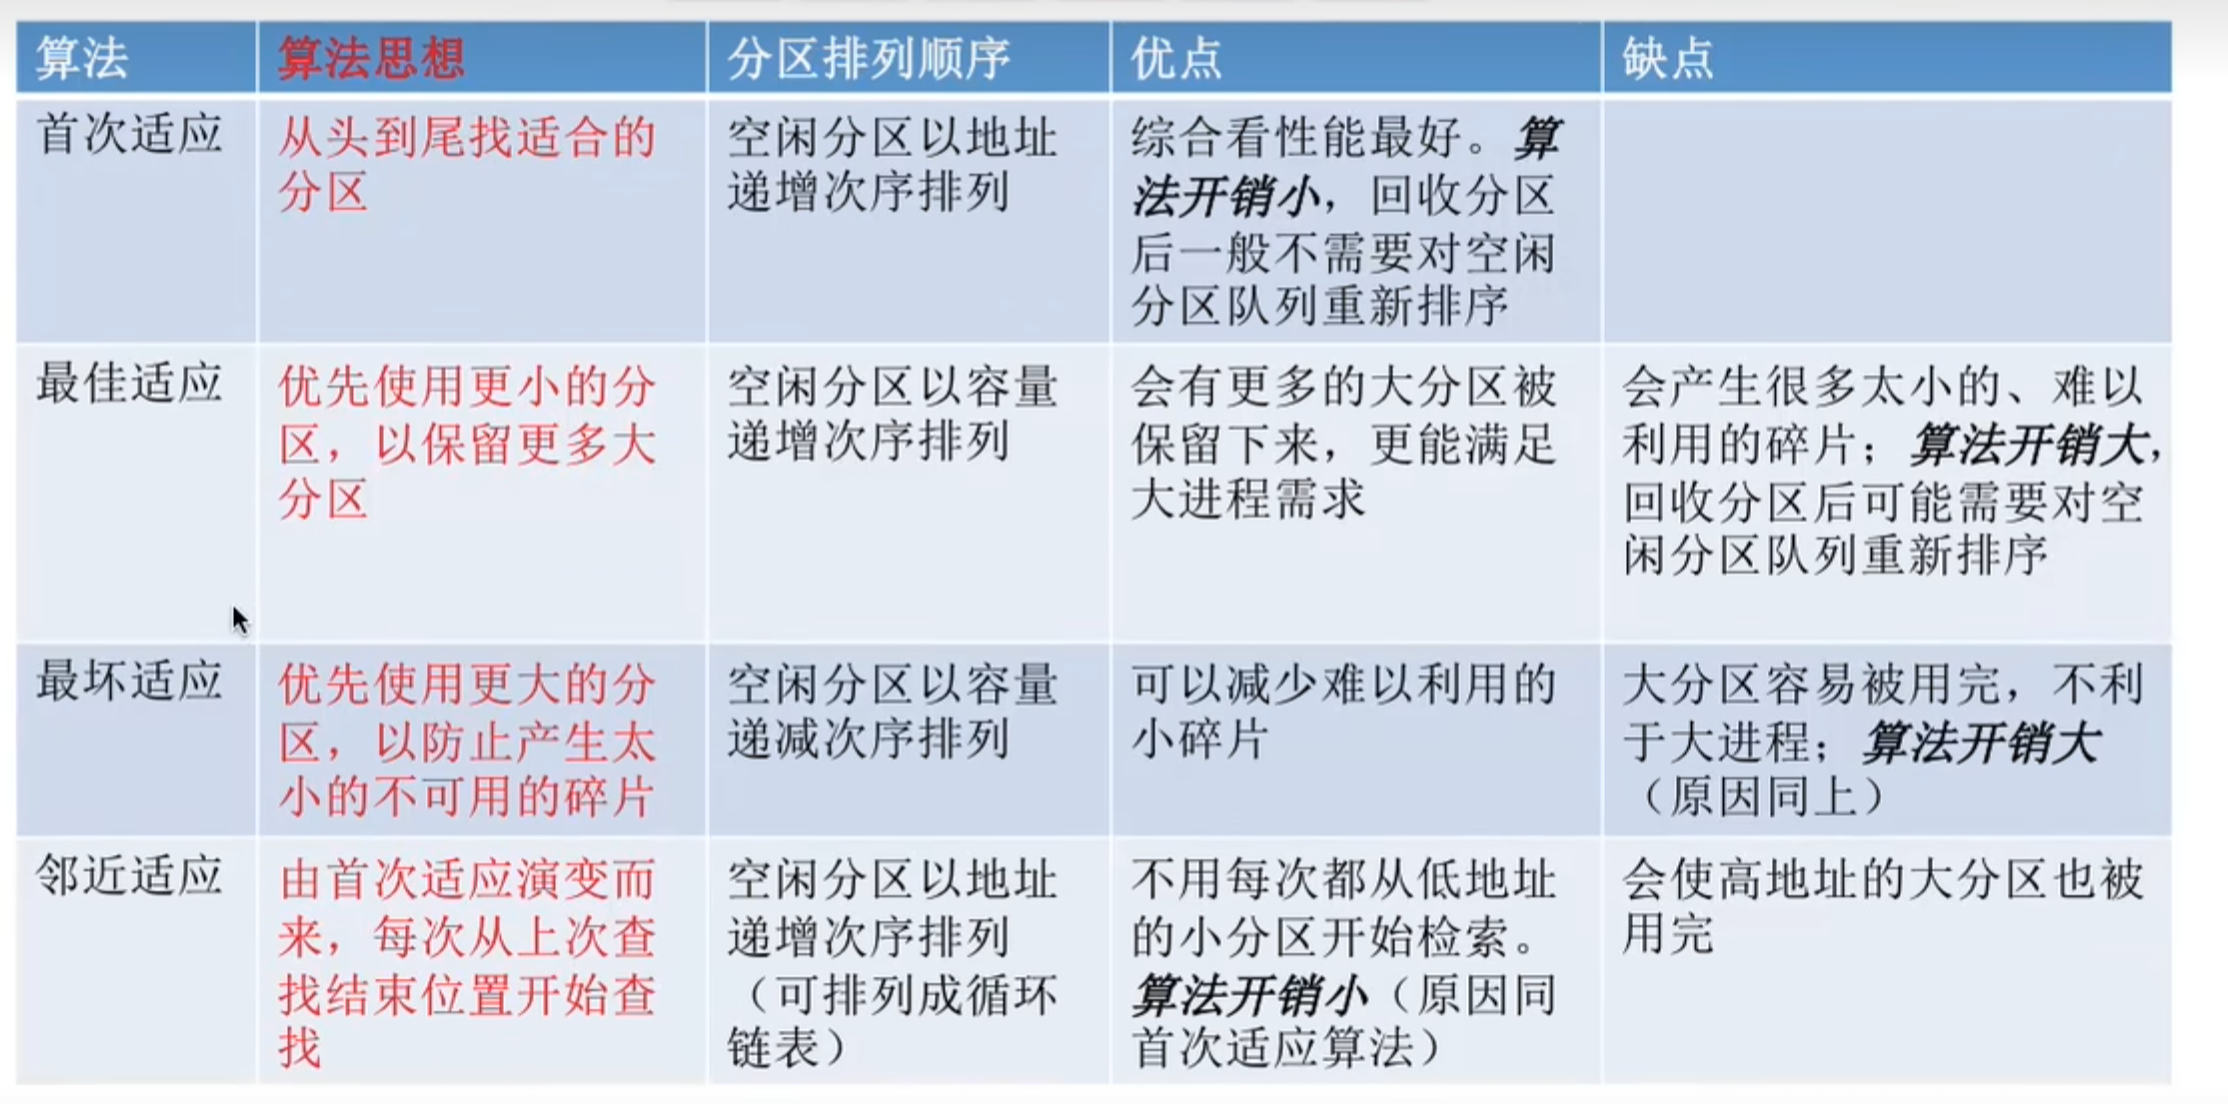 算法
算法思想
分区排列顺序
优点
缺点
首次适应
从头到尾找适合的
分区
空闲分区以地址
递增次序排列
综合看性能最好。算
法开销小，回收分区
后一般不需要对空闲
分区队列重新排序
最佳适应
优先使用更小的分
区，以保留更多大
分区
空闲分区以容量
递增次序排列
会有更多的大分区被
保留下来，更能满足
大进程需求
会产生很多太小的、难以
利用的碎片；算法开销大，
回收分区后可能需要对空
闲分区队列重新排序
最坏适应
优先使用更大的分
区，以防止产生太
小的不可用的碎片
空闲分区以容量
递减次序排列
可以减少难以利用的
小碎片
大分区容易被用完，不利
于大进程；算法开销大
（原因同上）
邻近适应
由首次适应演变而
来，每次从上次查
找结束位置开始查
找
空闲分区以地址
递增次序排列
（可排列成循环
链表）
不用每次都从低地址
的小分区开始检索。
算法开销小（原因同
首次适应算法）
会使高地址的大分区也被
用完